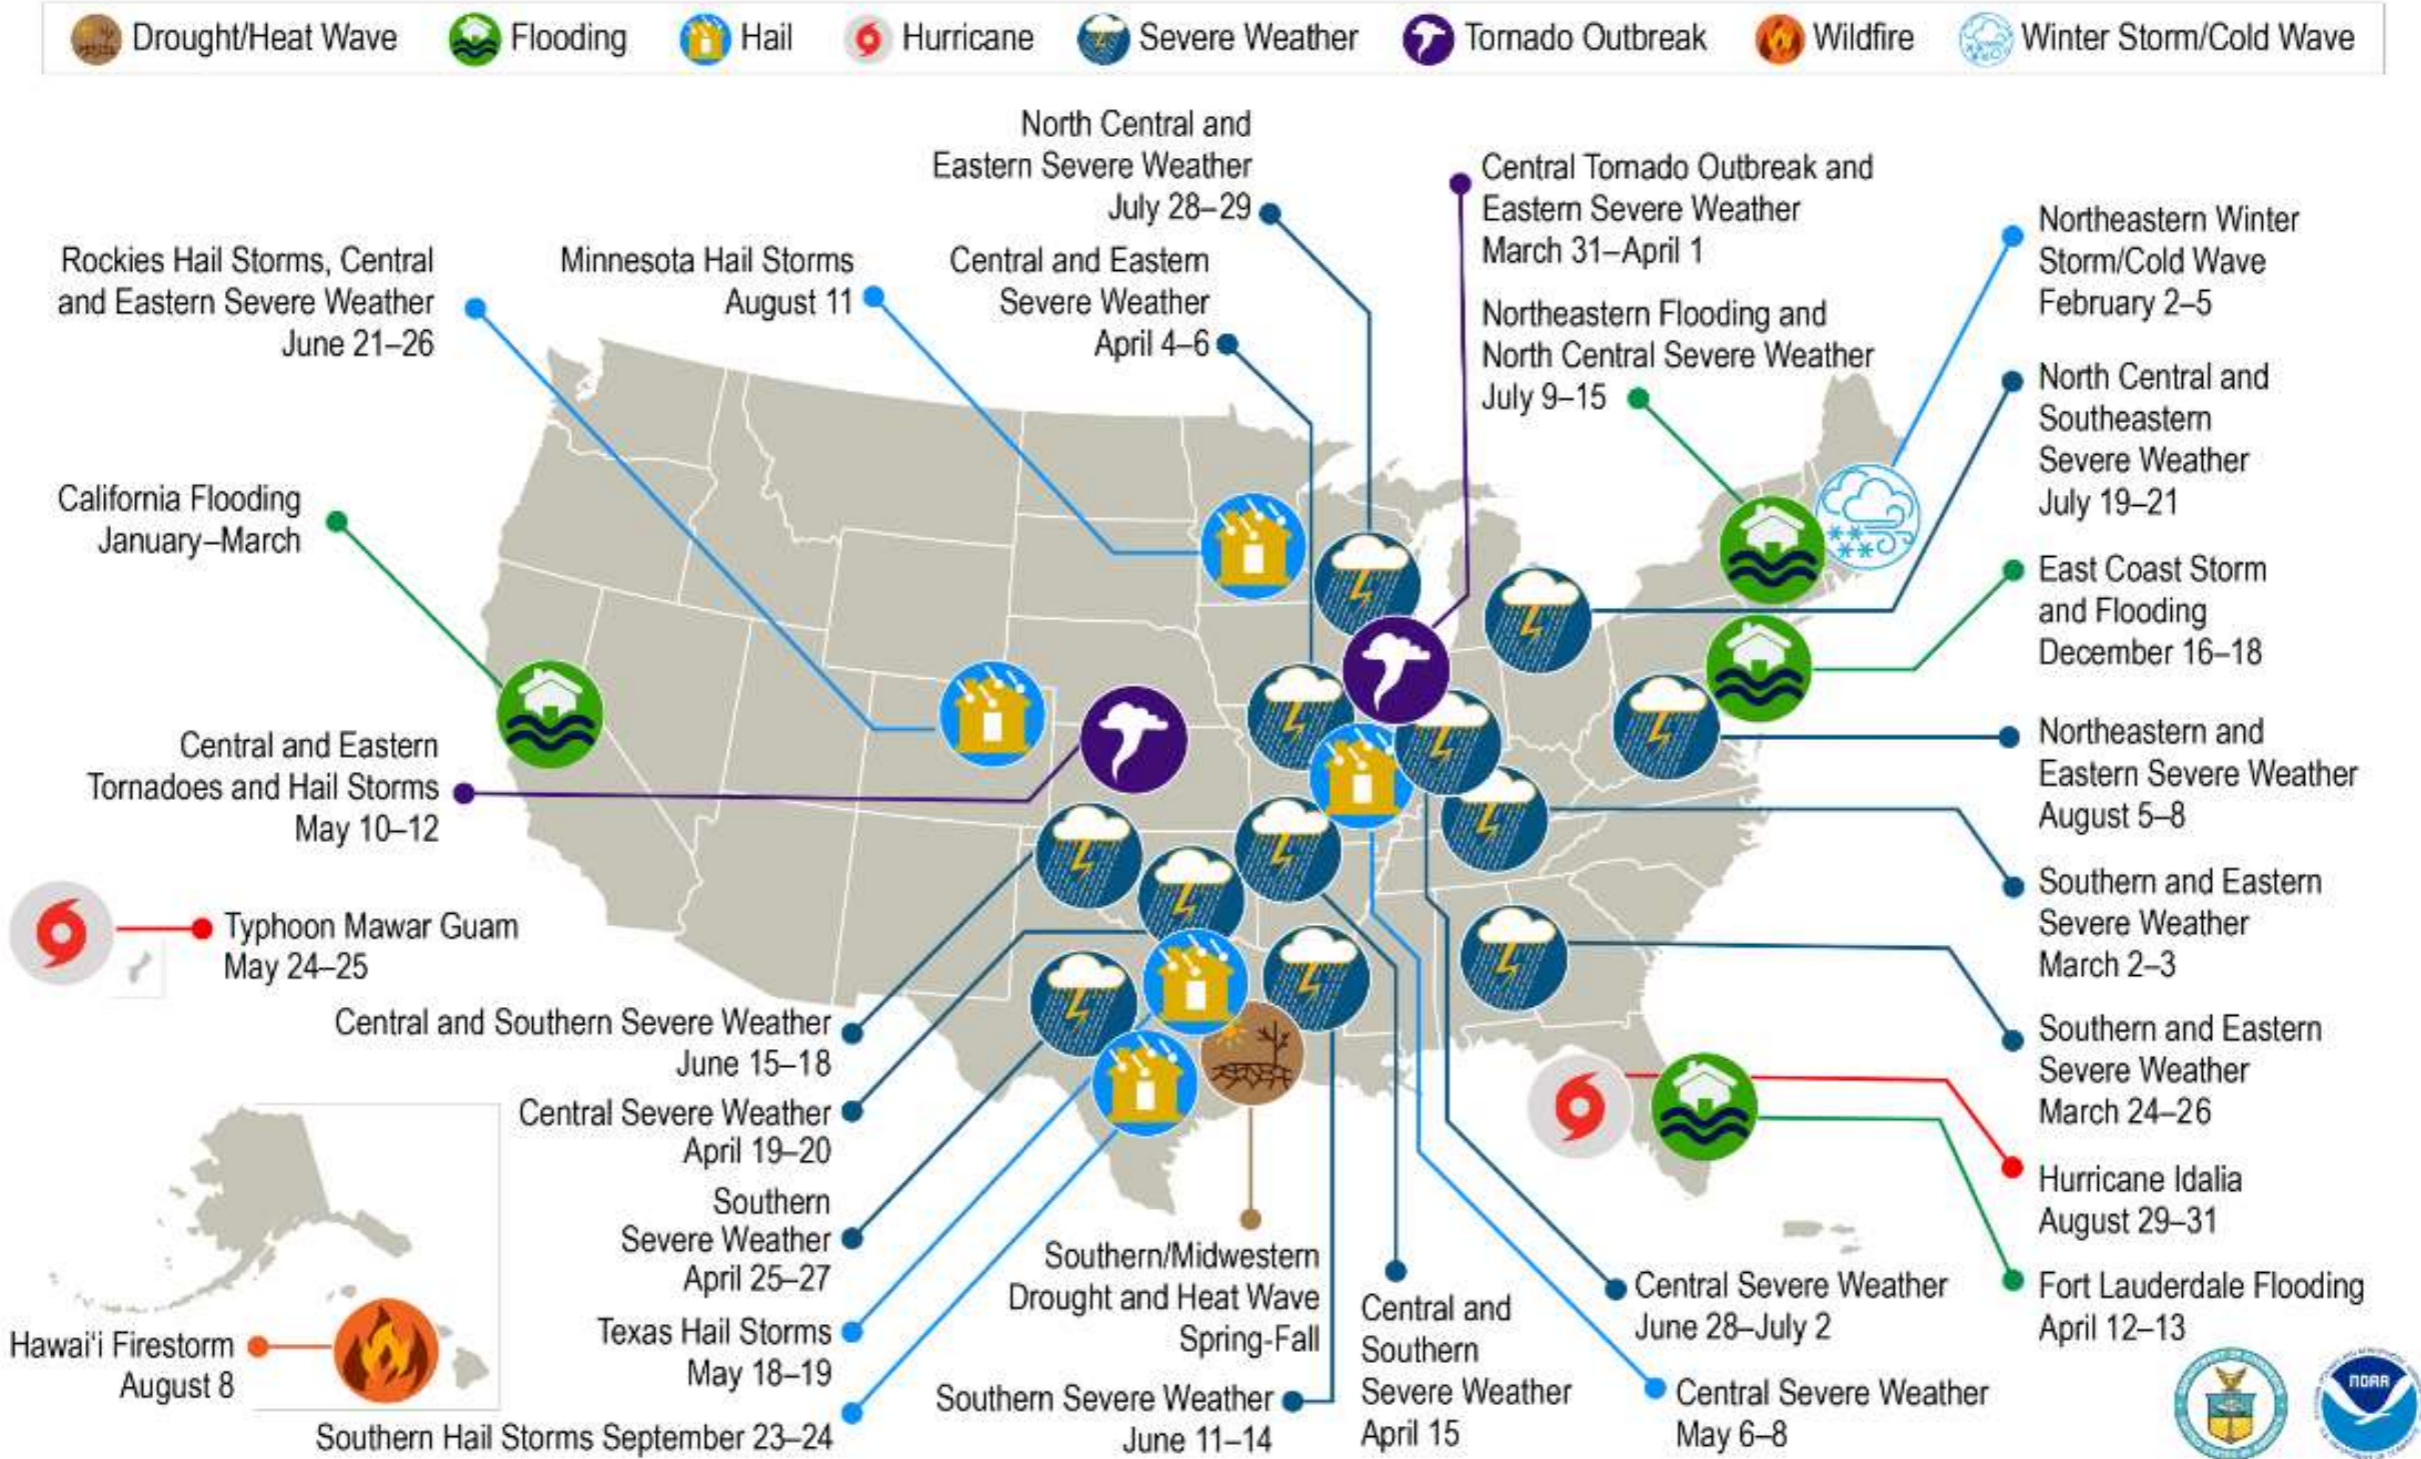 Drought/Heat Wave
Flooding
Hail
Hurricane
Severe Weather
Tornado Outbreak
Wildfire
Winter Storm/Cold Wave
North Central and
Eastern Severe Weather
July 28–29
Central Tornado Outbreak and
Eastern Severe Weather
March 31–April 1
Northeastern Winter
Storm/Cold Wave
February 2–5
Rockies Hail Storms, Central
and Eastern Severe Weather
June 21–26
Minnesota Hail Storms
August 11
Central and Eastern
Severe Weather
April 4–6
Northeastern Flooding and
North Central Severe Weather
July 9–15
North Central and
Southeastern
Severe Weather
July 19–21
California Flooding
January–March
East Coast Storm
and Flooding
December 16–18
Central and Eastern
Tornadoes and Hail Storms
May 10–12
Northeastern and
Eastern Severe Weather
August 5–8
Typhoon Mawar Guam
May 24–25
Southern and Eastern
Severe Weather
March 2–3
Central and Southern Severe Weather
June 15–18
Southern and Eastern
Severe Weather
March 24–26
Central Severe Weather
April 19–20
Hurricane Idalia
August 29–31
Southern
Severe Weather
April 25–27
Southern/Midwestern
Drought and Heat Wave
Spring-Fall
Central and
Southern
Severe Weather
April 15
Central Severe Weather
June 28–July 2
Fort Lauderdale Flooding
April 12–13
Hawaiʻi Firestorm
August 8
Texas Hail Storms
May 18–19
Southern Hail Storms September 23–24
Southern Severe Weather
June 11–14
Central Severe Weather
May 6–8
NOAA